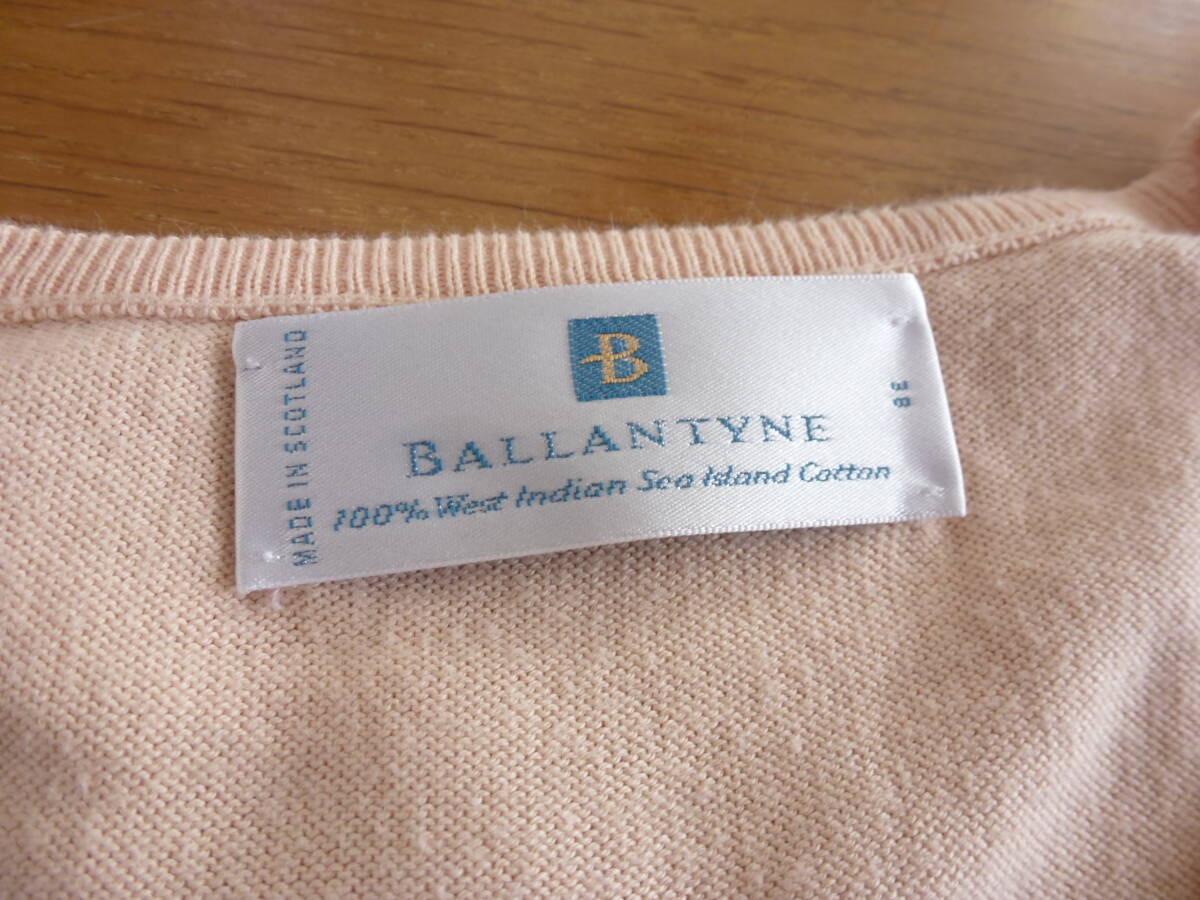 MADE IN SCOTLAND
B
BALLANTYNE
100% West Indian Sea Island Cotton
38